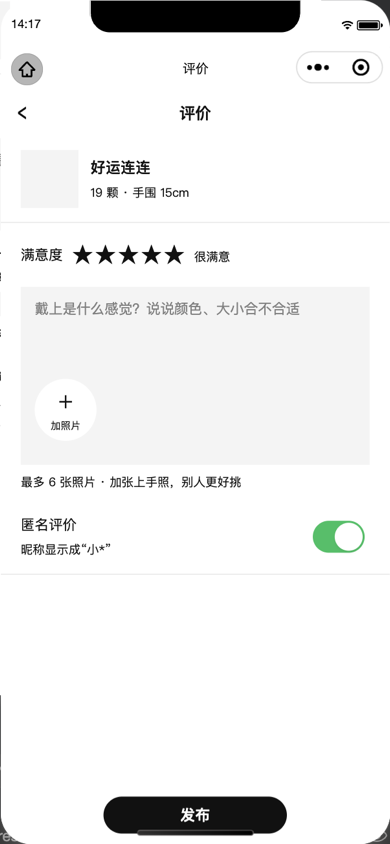 14:17
评价
评价
好运连连
19 颗 · 手围 15cm
满意度 ★★★★★ 很满意
戴上是什么感觉？说说颜色、大小合不合适
加照片
最多 6 张照片 · 加张上手照，别人更好挑
匿名评价
昵称显示成“小*”
发布